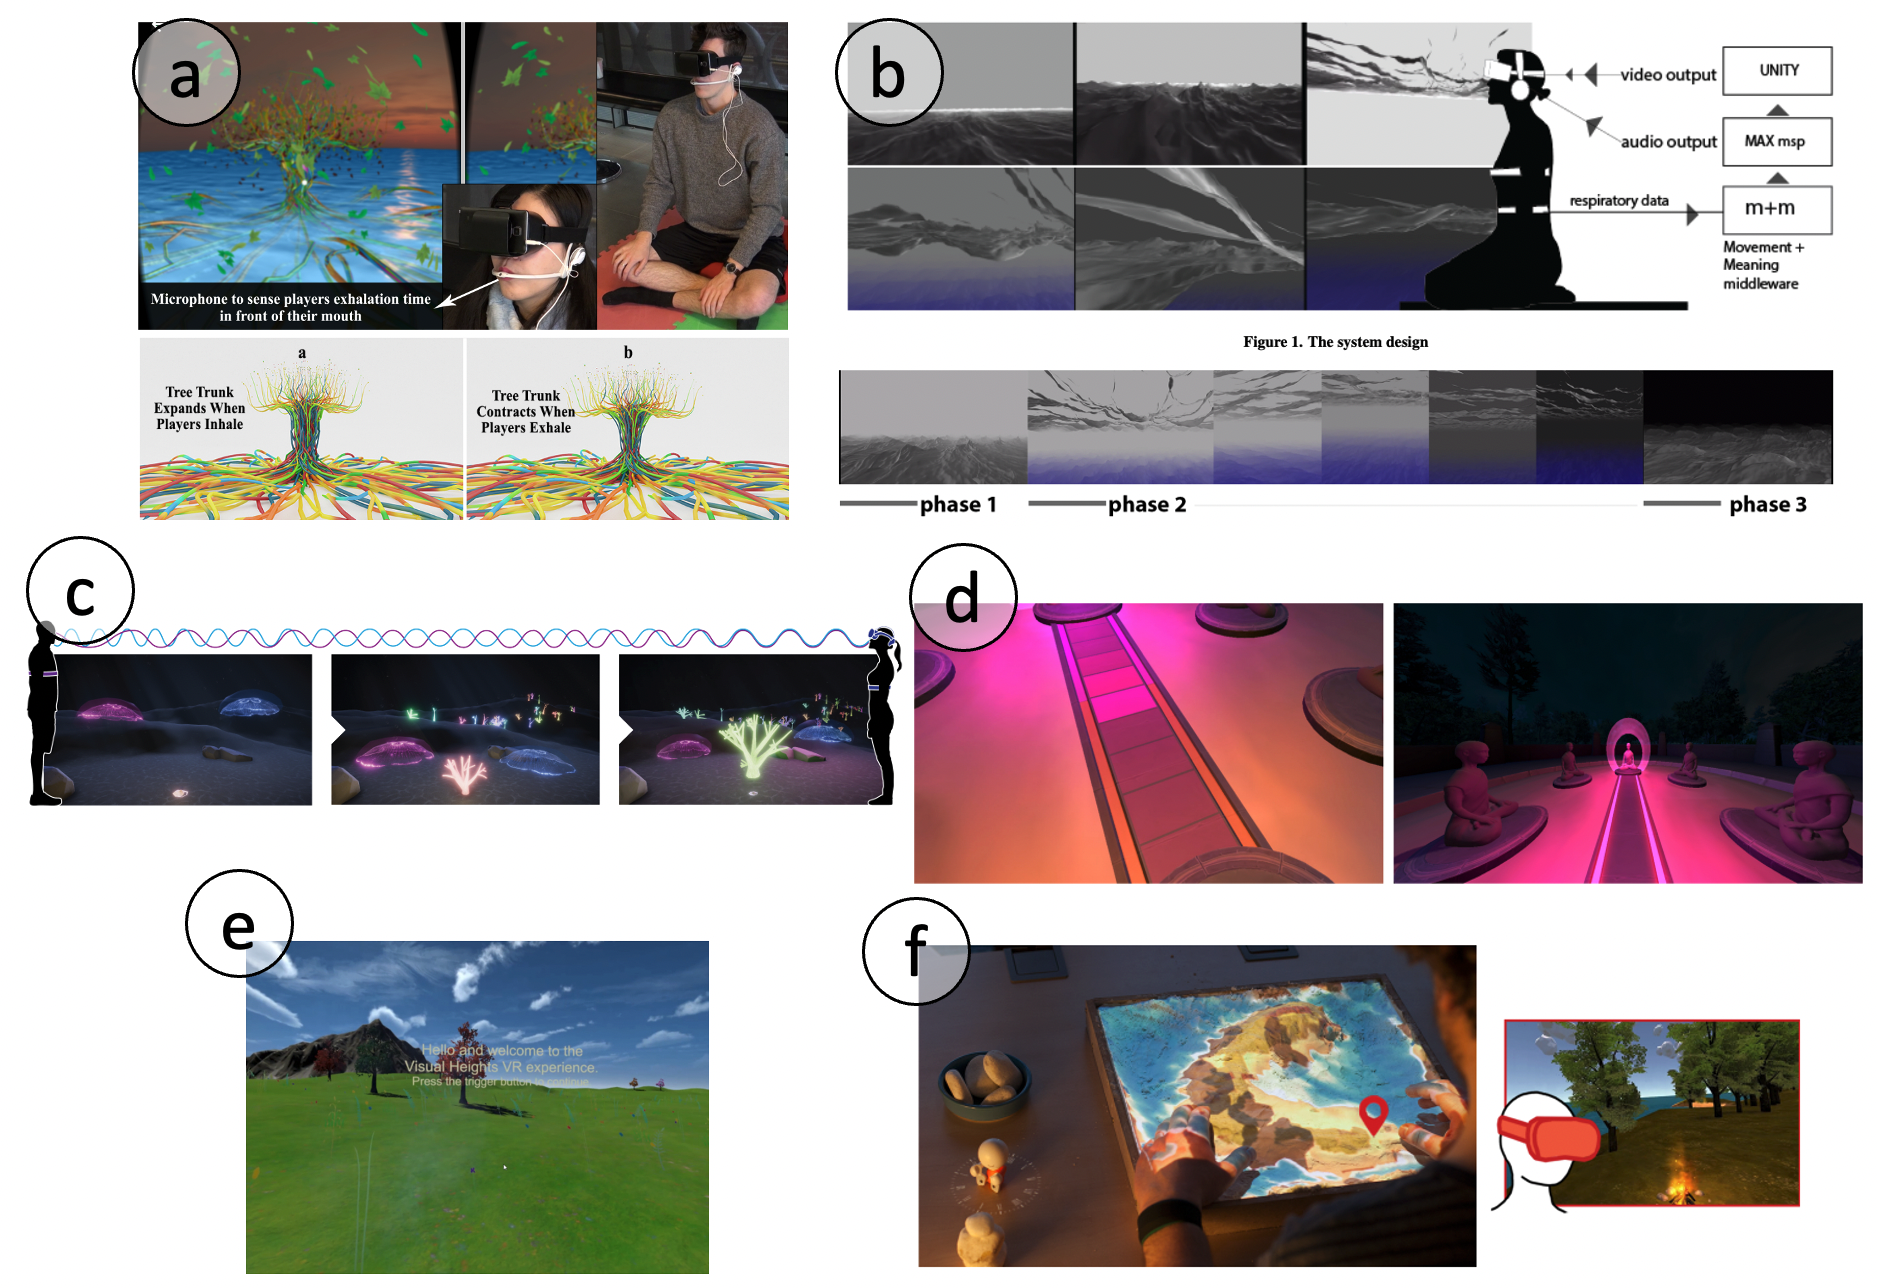 a
Microphone to sense players exhalation time
in front of their mouth
a
Tree Trunk
Expands When
Players Inhale
b
Tree Trunk
Contracts When
Players Exhale
b
video output
UNITY
audio output
MAX msp
respiratory data
m+m
Movement +
Meaning
middleware
Figure 1. The system design
phase 1
phase 2
phase 3
c
d
e
Hello and welcome to the
Visual Heights VR experience.
Press the trigger button to continue
f